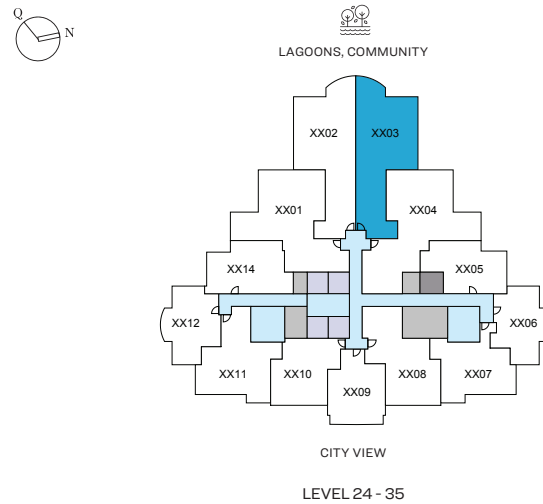 Q
N
LAGOONS, COMMUNITY
XX02 XX03
XX01 XX04
XX14 XX05
XX12 XX06
XX11 XX10 XX09 XX08 XX07
CITY VIEW
LEVEL 24 - 35